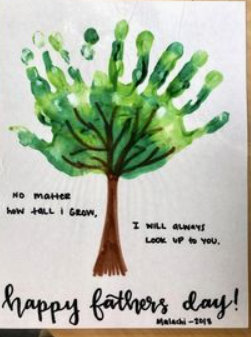 no matter
how tall i grow,
I will always
look up to you.
happy fathers day!
Malachi - 2018